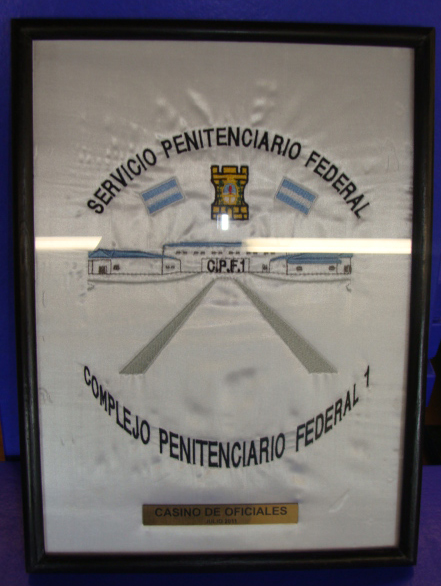 SERVICIO PENITENCIARIO FEDERAL
C.P.F.1
COMPLEJO PENITENCIARIO FEDERAL 1
CASINO DE OFICIALES